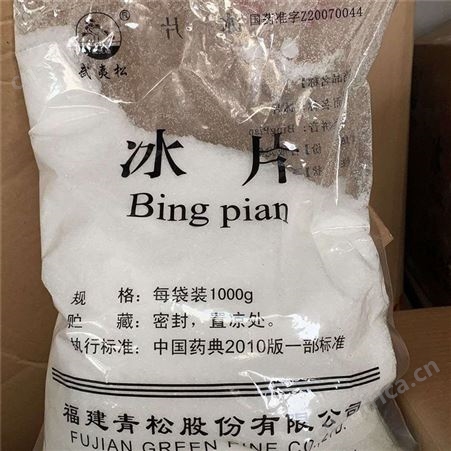 国药准字Z20070044
武夷松
冰片
Bing pian
规 格：每袋装1000g
贮 藏：密封，置凉处。
执行标准：中国药典2010版一部标准
福建青松股份有限公司
FUJIAN GREEN PINE CO.,